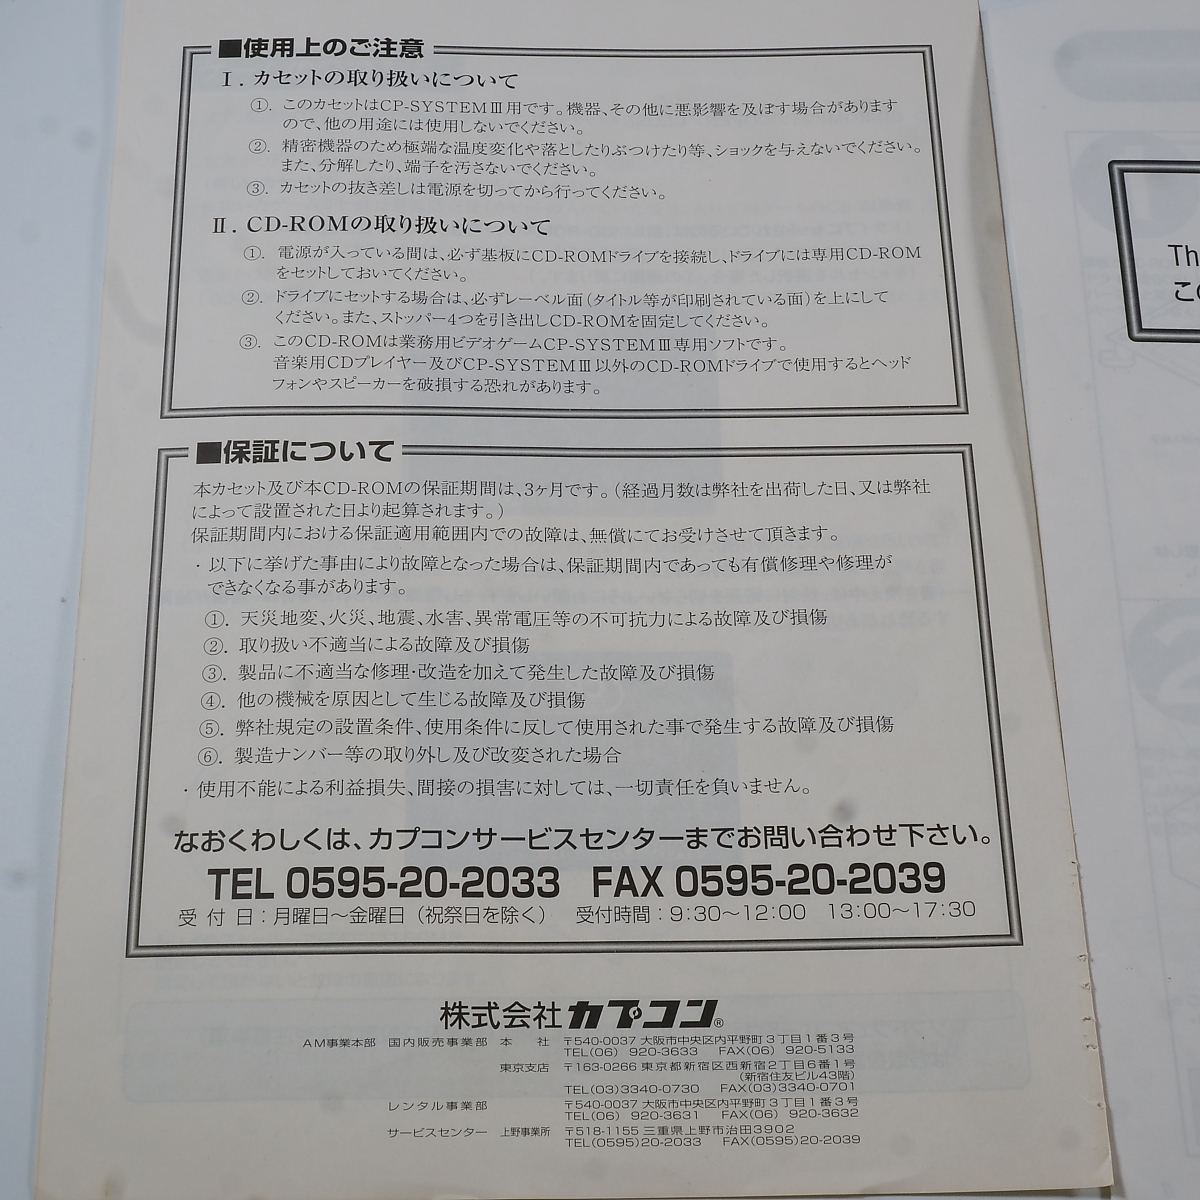 ■使用上のご注意
Ⅰ. カセットの取り扱いについて
①. このカセットはCP-SYSTEMⅢ用です。機器、その他に悪影響を及ぼす場合があります
ので、他の用途には使用しないでください。
②. 精密機器のため極端な温度変化や落としたりぶつけたり等、ショックを与えないでください。
また、分解したり、端子を汚さないでください。
③. カセットの抜き差しは電源を切ってから行ってください。
Ⅱ. CD-ROMの取り扱いについて
①. 電源が入っている間は、必ず基板にCD-ROMドライブを接続し、ドライブには専用CD-ROM
をセットしておいてください。
②. ドライブにセットする場合は、必ずレーベル面(タイトル等が印刷されている面)を上にして
ください。また、ストッパー4つを引き出しCD-ROMを固定してください。
③. このCD-ROMは業務用ビデオゲームCP-SYSTEMⅢ専用ソフトです。
音楽用CDプレイヤー及びCP-SYSTEMⅢ以外のCD-ROMドライブで使用するとヘッド
フォンやスピーカーを破損する恐れがあります。
■保証について
本カセット及び本CD-ROMの保証期間は、3ヶ月です。(経過月数は弊社を出荷した日、又は弊社
によって設置された日より起算されます。)
保証期間内における保証適用範囲内での故障は、無償にてお受けさせて頂きます。
・以下に挙げた事由により故障となった場合は、保証期間内であっても有償修理や修理が
できなくなる事があります。
①. 天災地変、火災、地震、水害、異常電圧等の不可抗力による故障及び損傷
②. 取り扱い不適当による故障及び損傷
③. 製品に不適当な修理・改造を加えて発生した故障及び損傷
④. 他の機械を原因として生じる故障及び損傷
⑤. 弊社規定の設置条件、使用条件に反して使用された事で発生する故障及び損傷
⑥. 製造ナンバー等の取り外し及び改変された場合
・使用不能による利益損失、間接の損害に対しては、一切責任を負いません。
なおくわしくは、カプコンサービスセンターまでお問い合わせ下さい。
TEL 0595-20-2033 FAX 0595-20-2039
受 付 日:月曜日〜金曜日(祝祭日を除く) 受付時間:9:30〜12:00 13:00〜17:30
株式会社カプコン®
AM事業本部 国内販売事業部 本 社 〒540-0037 大阪市中央区内平野町3丁目1番3号
TEL(06) 920-3633 FAX(06) 920-5133
東京支店 〒163-0266 東京都新宿区西新宿2丁目6番1号
(新宿住友ビル43階)
TEL(03)3340-0730 FAX(03)3340-0701
レンタル事業部 〒540-0037 大阪市中央区内平野町3丁目1番3号
TEL(06) 920-3631 FAX(06) 920-3632
サービスセンター 上野事業所 〒518-1155 三重県上野市治田3902
TEL(0595)20-2033 FAX(0595)20-2039
Th
こ